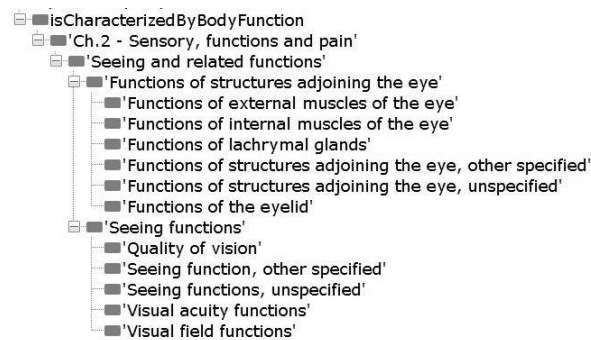 isCharacterizedByBodyFunction
'Ch.2 - Sensory, functions and pain'
'Seeing and related functions'
'Functions of structures adjoining the eye'
'Functions of external muscles of the eye'
'Functions of internal muscles of the eye'
'Functions of lachrymal glands'
'Functions of structures adjoining the eye, other specified'
'Functions of structures adjoining the eye, unspecified'
'Functions of the eyelid'
'Seeing functions'
'Quality of vision'
'Seeing function, other specified'
'Seeing functions, unspecified'
'Visual acuity functions'
'Visual field functions'